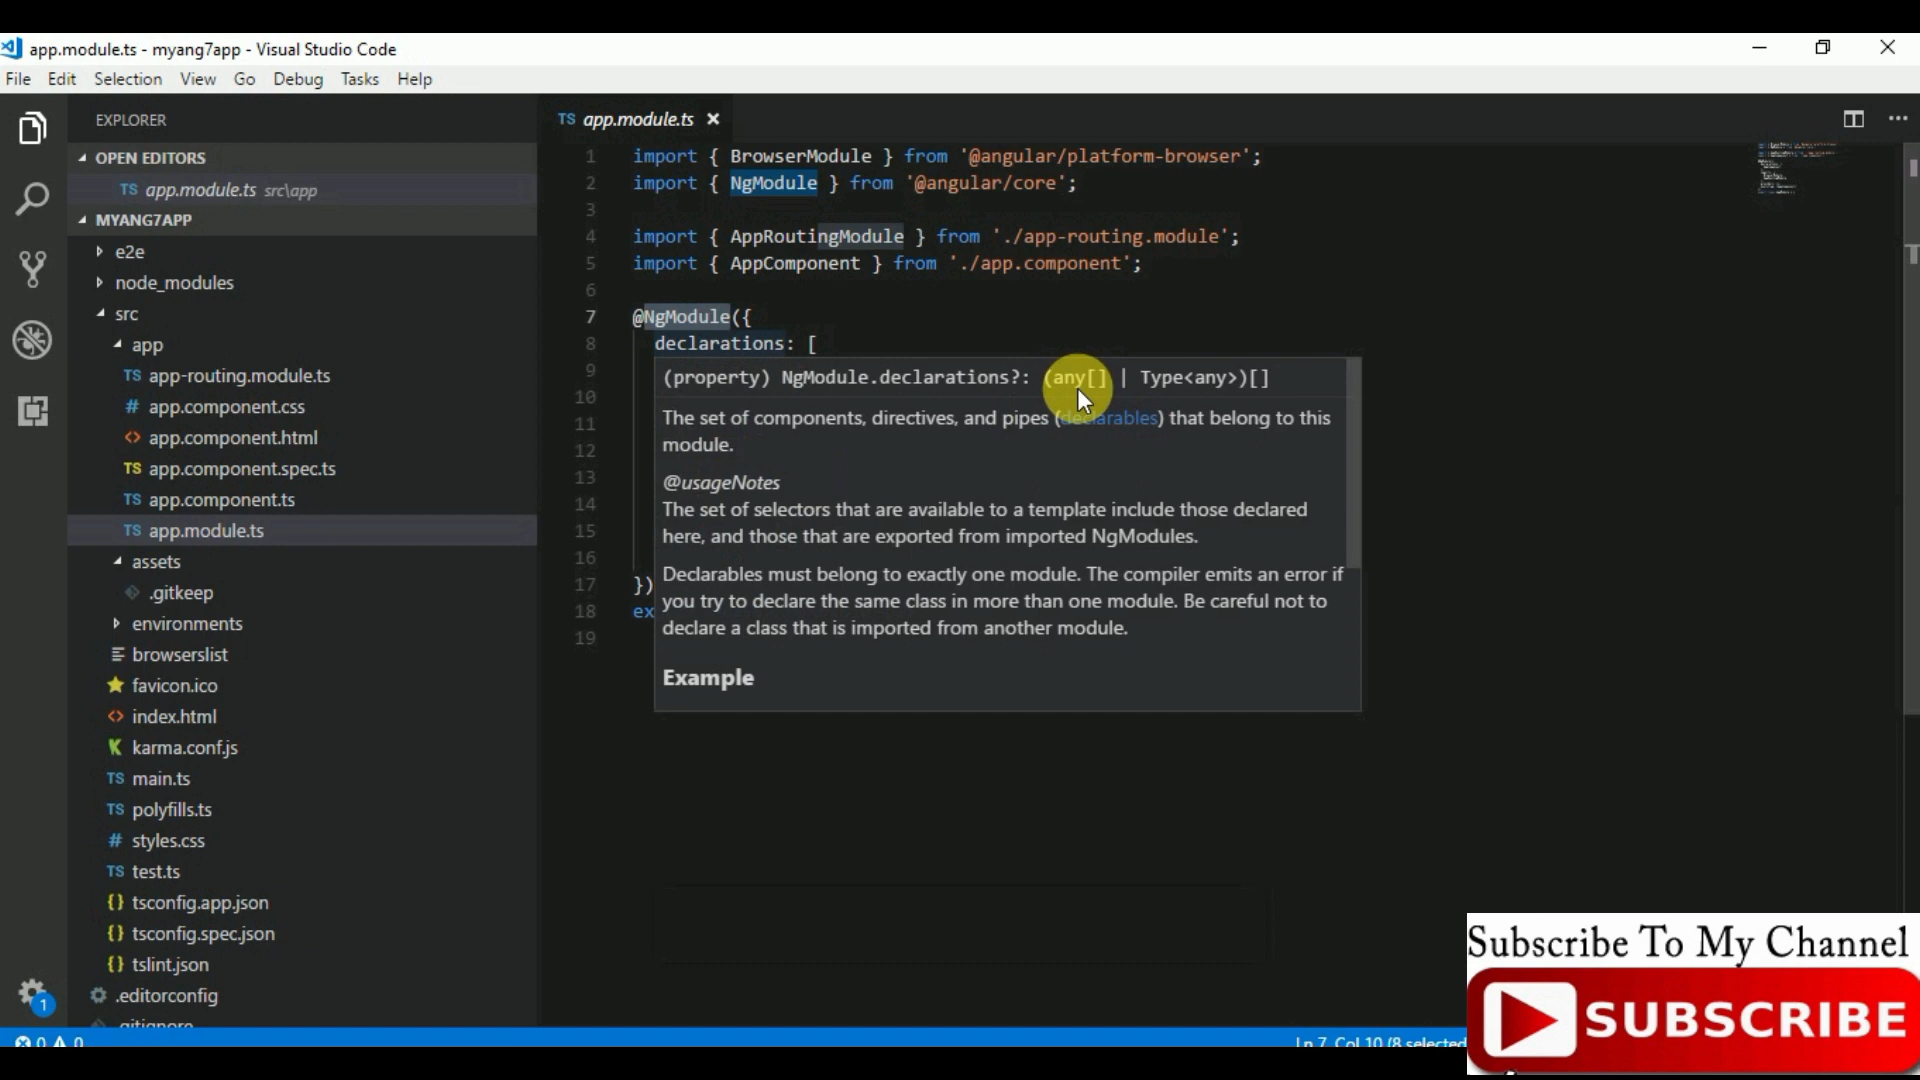 app.module.ts - myang7app - Visual Studio Code
File Edit Selection View Go Debug Tasks Help
EXPLORER
OPEN EDITORS
TS app.module.ts src\app
MYANG7APP
e2e
node_modules
src
app
TS app-routing.module.ts
# app.component.css
<> app.component.html
TS app.component.spec.ts
TS app.component.ts
TS app.module.ts
assets
.gitkeep
environments
browserslist
favicon.ico
<> index.html
karma.conf.js
TS main.ts
TS polyfills.ts
# styles.css
TS test.ts
{} tsconfig.app.json
{} tsconfig.spec.json
{} tslint.json
.editorconfig
.gitignore
1
TS app.module.ts ×
1 import { BrowserModule } from '@angular/platform-browser';
2 import { NgModule } from '@angular/core';
3
4 import { AppRoutingModule } from './app-routing.module';
5 import { AppComponent } from './app.component';
6
7 @NgModule({
8 declarations: [
9
10
11
12
13
14
15
16
17 })
18 ex
19
(property) NgModule.declarations?: (any[] | Type<any>)[]
The set of components, directives, and pipes (declarables) that belong to this
module.
@usageNotes
The set of selectors that are available to a template include those declared
here, and those that are exported from imported NgModules.
Declarables must belong to exactly one module. The compiler emits an error if
you try to declare the same class in more than one module. Be careful not to
declare a class that is imported from another module.
Example
0 0
Ln 7, Col 10 (8 selected
Subscribe To My Channel
SUBSCRIBE